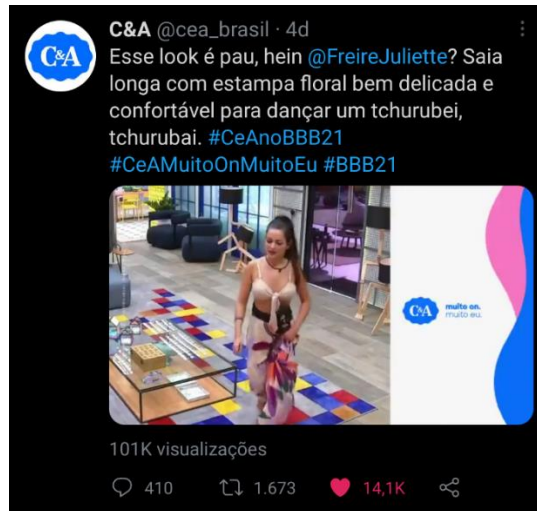 C&A @cea_brasil · 4d
Esse look é pau, hein @FreireJuliette? Saia
longa com estampa floral bem delicada e
confortável para dançar um tchurubei,
tchurubai. #CeAnoBBB21
#CeAMuitoOnMuitoEu #BBB21
C&A
C&A
muito on.
muito eu.
101K visualizações
410 1.673 14,1K